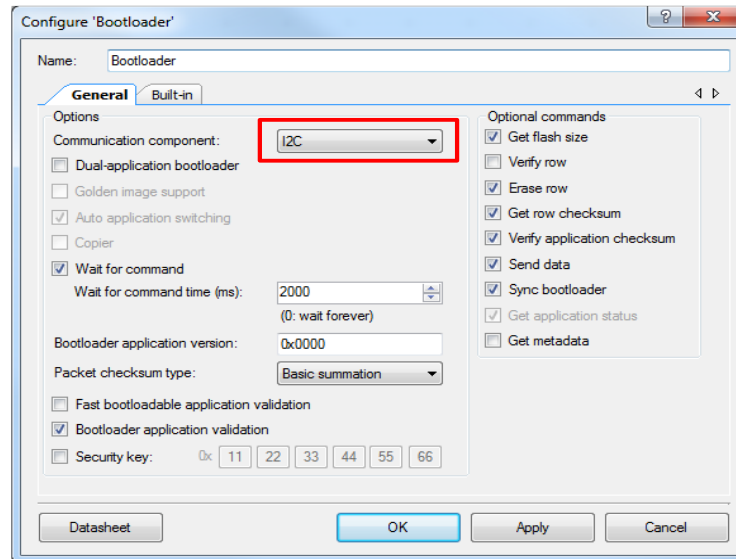 Configure 'Bootloader'
Name: Bootloader
General Built-in
Options
Communication component: I2C
Dual-application bootloader
Golden image support
Auto application switching
Copier
Wait for command
Wait for command time (ms): 2000
(0: wait forever)
Bootloader application version: 0x0000
Packet checksum type: Basic summation
Fast bootloadable application validation
Bootloader application validation
Security key: 0x 11 22 33 44 55 66
Optional commands
Get flash size
Verify row
Erase row
Get row checksum
Verify application checksum
Send data
Sync bootloader
Get application status
Get metadata
Datasheet OK Apply Cancel